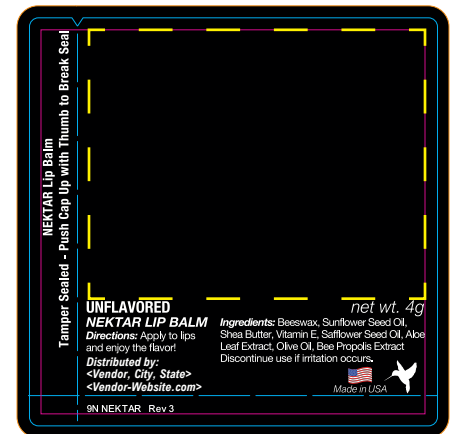 NEKTAR Lip Balm
Tamper Sealed - Push Cap Up with Thumb to Break Seal
UNFLAVORED
NEKTAR LIP BALM
Directions: Apply to lips
and enjoy the flavor!
Distributed by:
<Vendor, City, State>
<Vendor-Website.com>
net wt. 4g
Ingredients: Beeswax, Sunflower Seed Oil,
Shea Butter, Vitamin E, Safflower Seed Oil, Aloe
Leaf Extract, Olive Oil, Bee Propolis Extract
Discontinue use if irritation occurs.
Made in USA
9N NEKTAR Rev 3